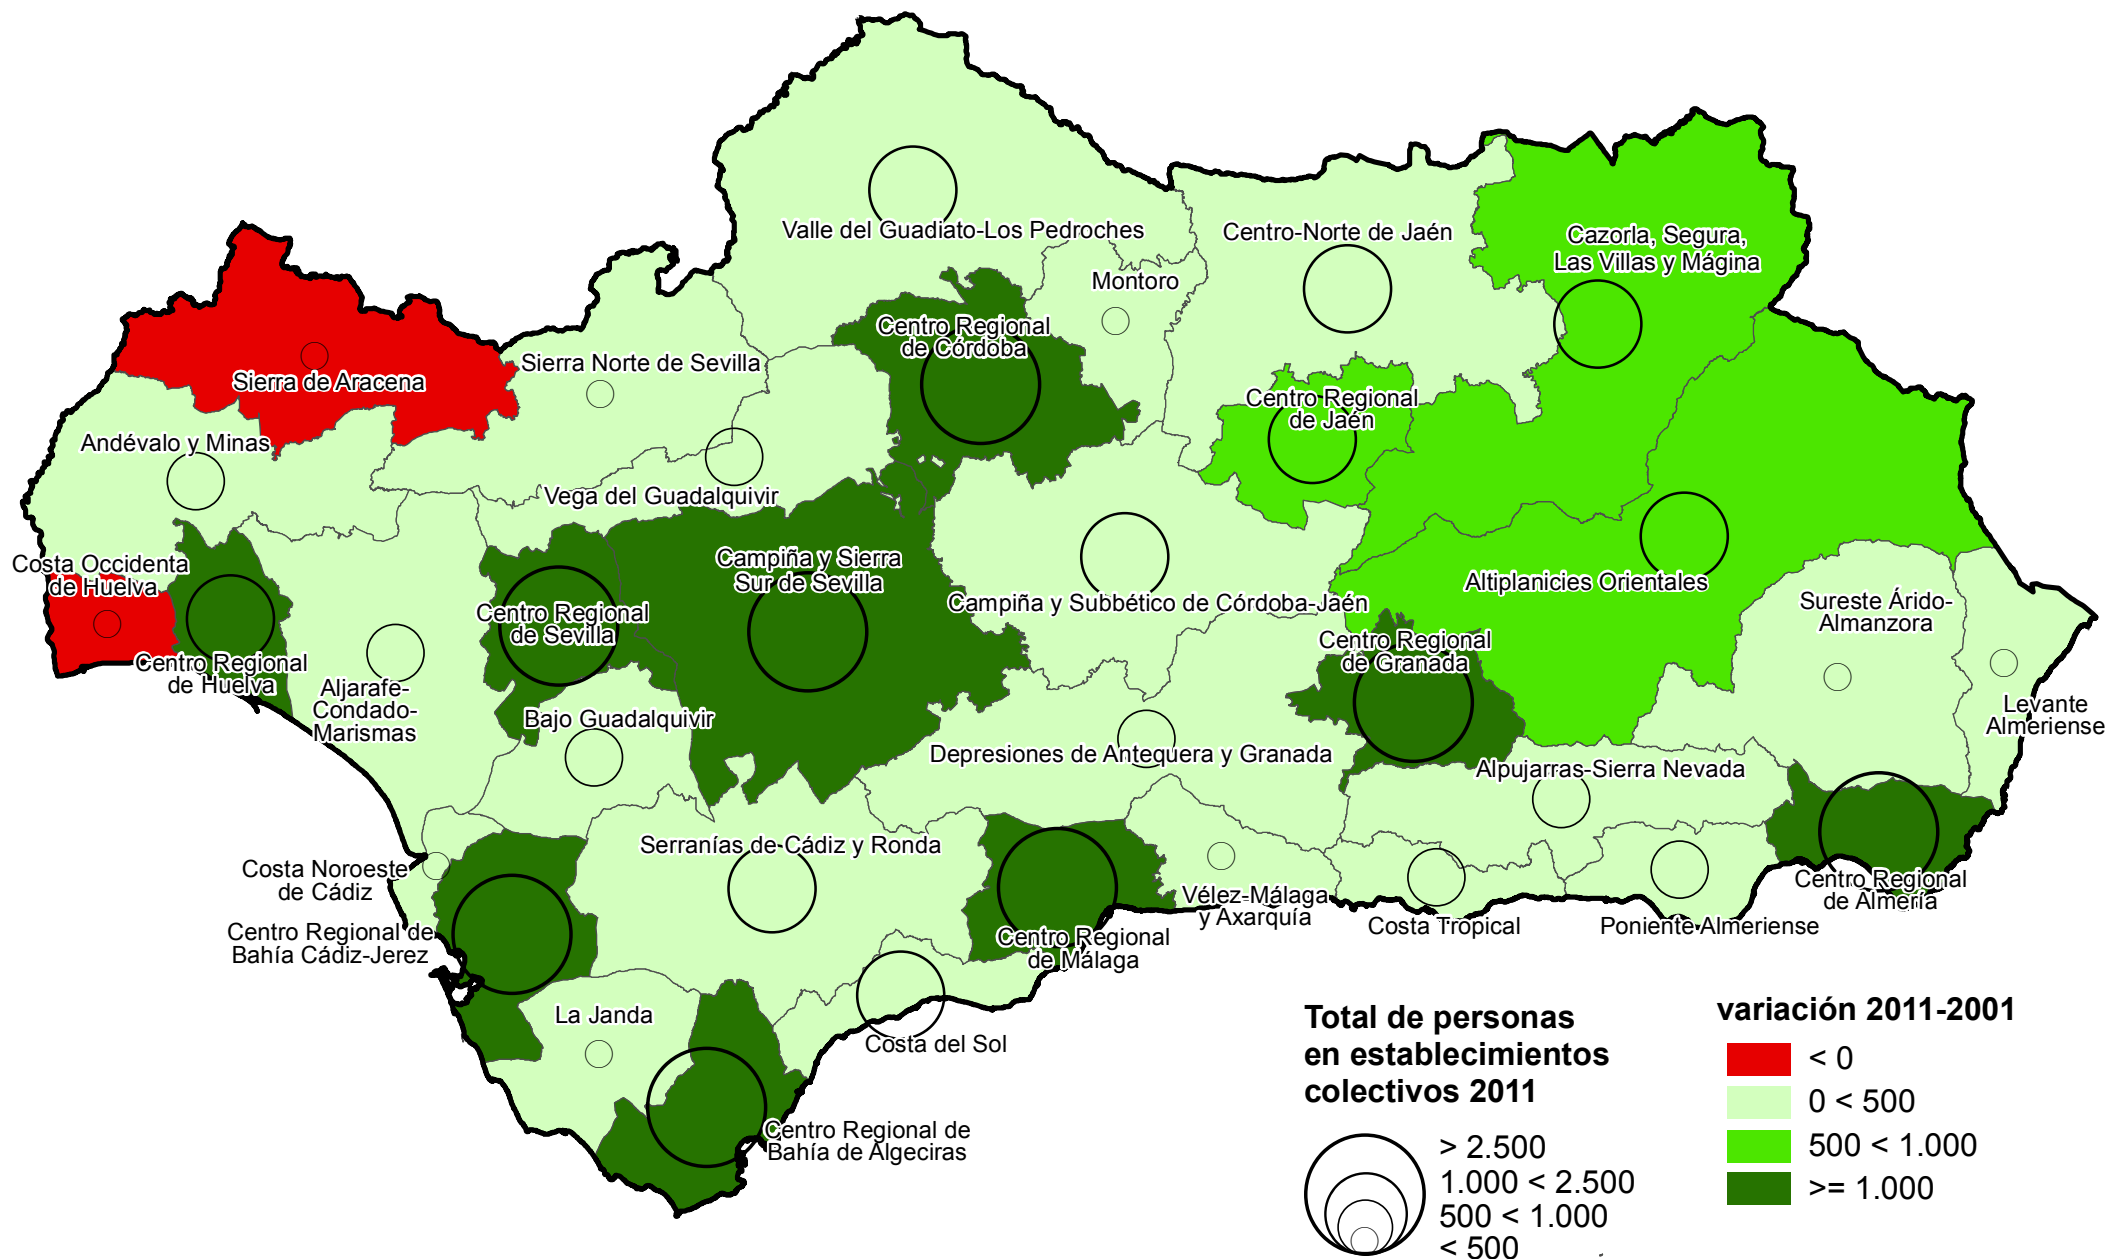 Valle del Guadiato-Los Pedroches
Centro-Norte de Jaén
Cazorla, Segura,
Las Villas y Mágina
Montoro
Centro Regional
de Córdoba
Sierra Norte de Sevilla
Sierra de Aracena
Centro Regional
de Jaén
Andévalo y Minas
Vega del Guadalquivir
Costa Occidenta
de Huelva
Campiña y Sierra
Sur de Sevilla
Altiplanicies Orientales
Campiña y Subbético de Córdoba-Jaén
Sureste Árido-
Almanzora
Centro Regional
de Sevilla
Centro Regional
de Granada
Centro Regional
de Huelva
Aljarafe-
Condado-
Marismas
Bajo Guadalquivir
Levante
Almeriense
Depresiones de Antequera y Granada
Alpujarras-Sierra Nevada
Serranías de Cádiz y Ronda
Costa Noroeste
de Cádiz
Vélez-Málaga
y Axarquía
Centro Regional
de Almería
Costa Tropical
Poniente Almeriense
Centro Regional de
Bahía Cádiz-Jerez
Centro Regional
de Málaga
La Janda
Costa del Sol
Centro Regional de
Bahía de Algeciras
Total de personas
en establecimientos
colectivos 2011
> 2.500
1.000 < 2.500
500 < 1.000
< 500
variación 2011-2001
< 0
0 < 500
500 < 1.000
>= 1.000